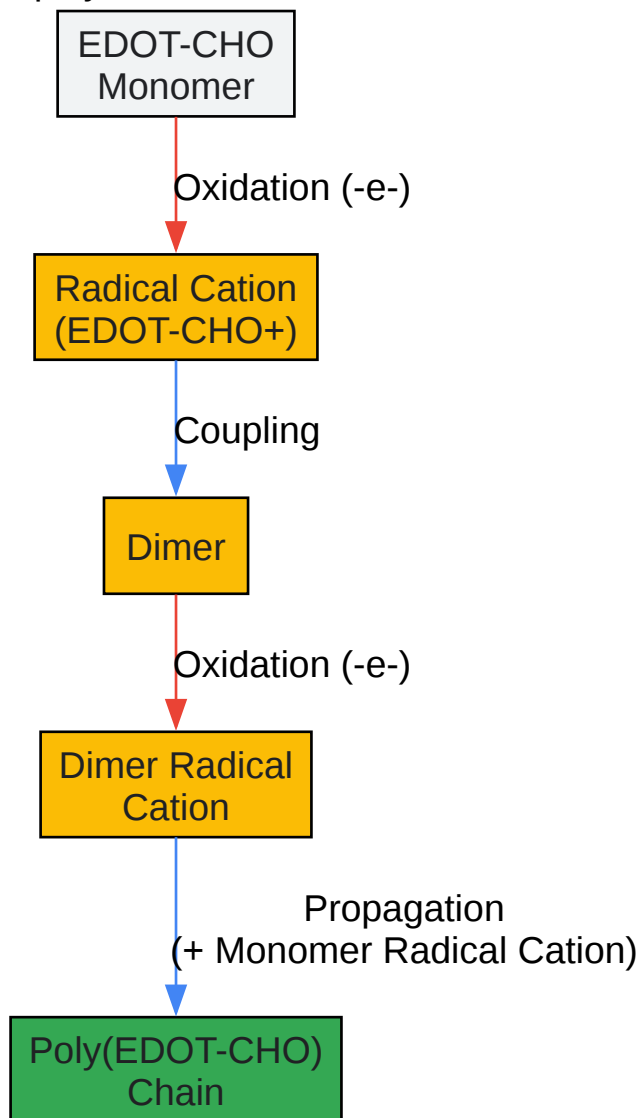 EDOT-CHO
Monomer
Oxidation (-e-)
Radical Cation
(EDOT-CHO+)
Coupling
Dimer
Oxidation (-e-)
Dimer Radical
Cation
Propagation
(+ Monomer Radical Cation)
Poly(EDOT-CHO)
Chain